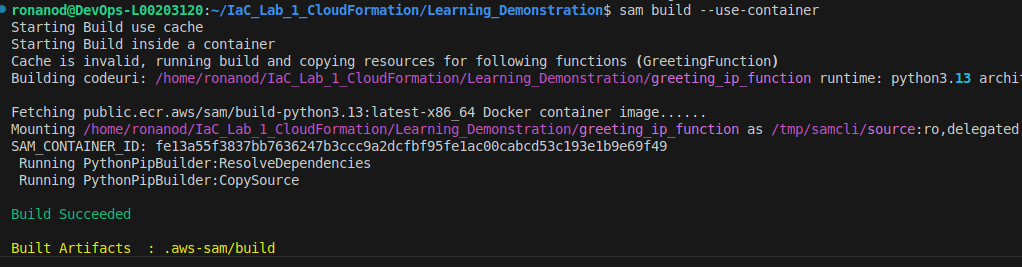 ronanod@DevOps-L00203120:~/IaC_Lab_1_CloudFormation/Learning_Demonstration$ sam build --use-container
Starting Build use cache
Starting Build inside a container
Cache is invalid, running build and copying resources for following functions (GreetingFunction)
Building codeuri: /home/ronanod/IaC_Lab_1_CloudFormation/Learning_Demonstration/greeting_ip_function runtime: python3.13 archi
Fetching public.ecr.aws/sam/build-python3.13:latest-x86_64 Docker container image......
Mounting /home/ronanod/IaC_Lab_1_CloudFormation/Learning_Demonstration/greeting_ip_function as /tmp/samcli/source:ro,delegated
SAM_CONTAINER_ID: fe13a55f3837bb7636247b3ccc9a2dcfbf95fe1ac00cabcd53c193e1b9e69f49
Running PythonPipBuilder:ResolveDependencies
Running PythonPipBuilder:CopySource
Build Succeeded
Built Artifacts  : .aws-sam/build